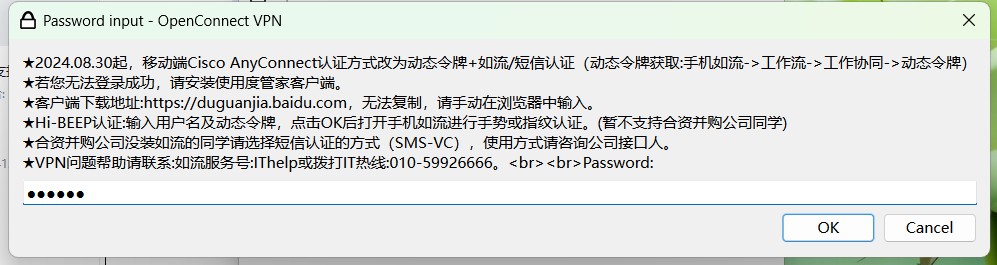 Password input - OpenConnect VPN
★2024.08.30起，移动端Cisco AnyConnect认证方式改为动态令牌+如流/短信认证（动态令牌获取:手机如流->工作流->工作协同->动态令牌）
★若您无法登录成功，请安装使用度管家客户端。
★客户端下载地址:https://duguanjia.baidu.com，无法复制，请手动在浏览器中输入。
★Hi-BEEP认证:输入用户名及动态令牌，点击OK后打开手机如流进行手势或指纹认证。(暂不支持合资并购公司同学)
★合资并购公司没装如流的同学请选择短信认证的方式（SMS-VC），使用方式请咨询公司接口人。
★VPN问题帮助请联系:如流服务号:IThelp或拨打IT热线:010-59926666。<br><br>Password:
●●●●●●
OK
Cancel